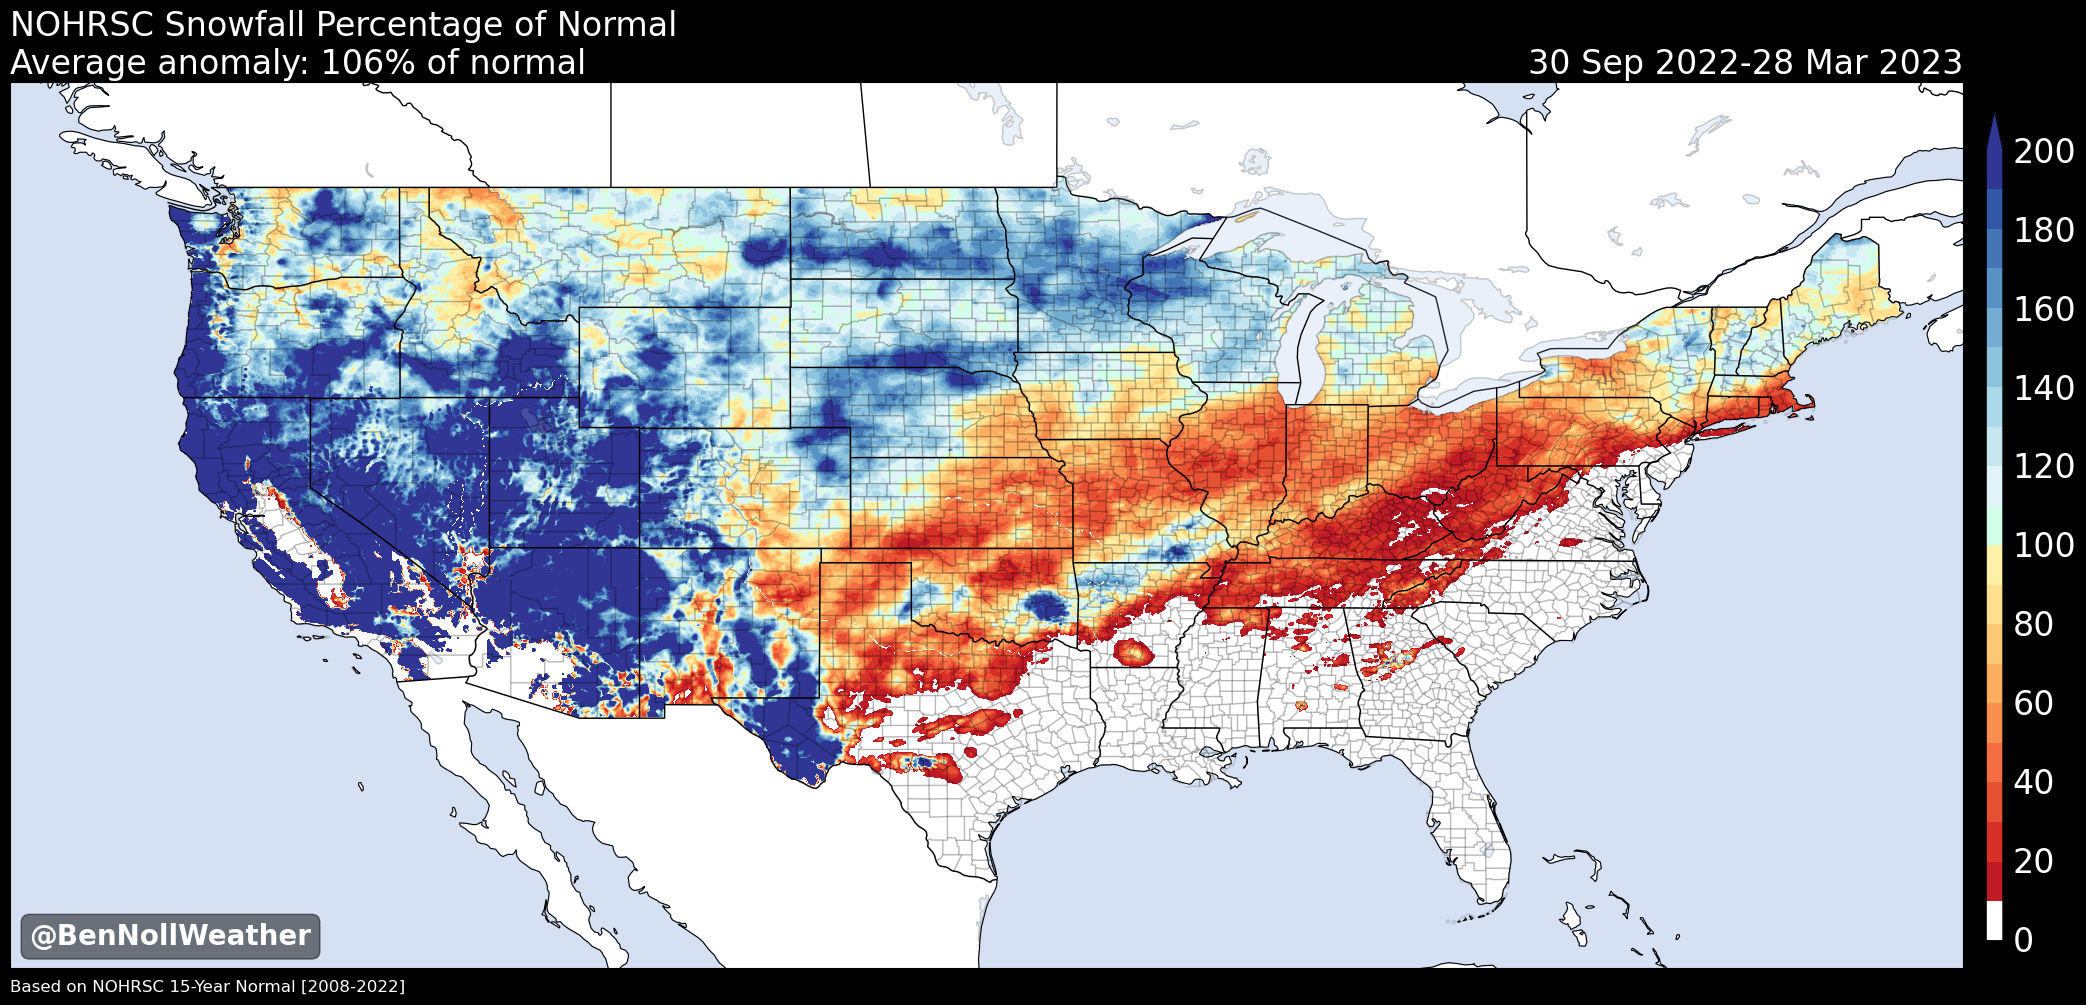 NOHRSC Snowfall Percentage of Normal
Average anomaly: 106% of normal
30 Sep 2022-28 Mar 2023
200
180
160
140
120
100
80
60
40
20
0
@BenNollWeather
Based on NOHRSC 15-Year Normal [2008-2022]